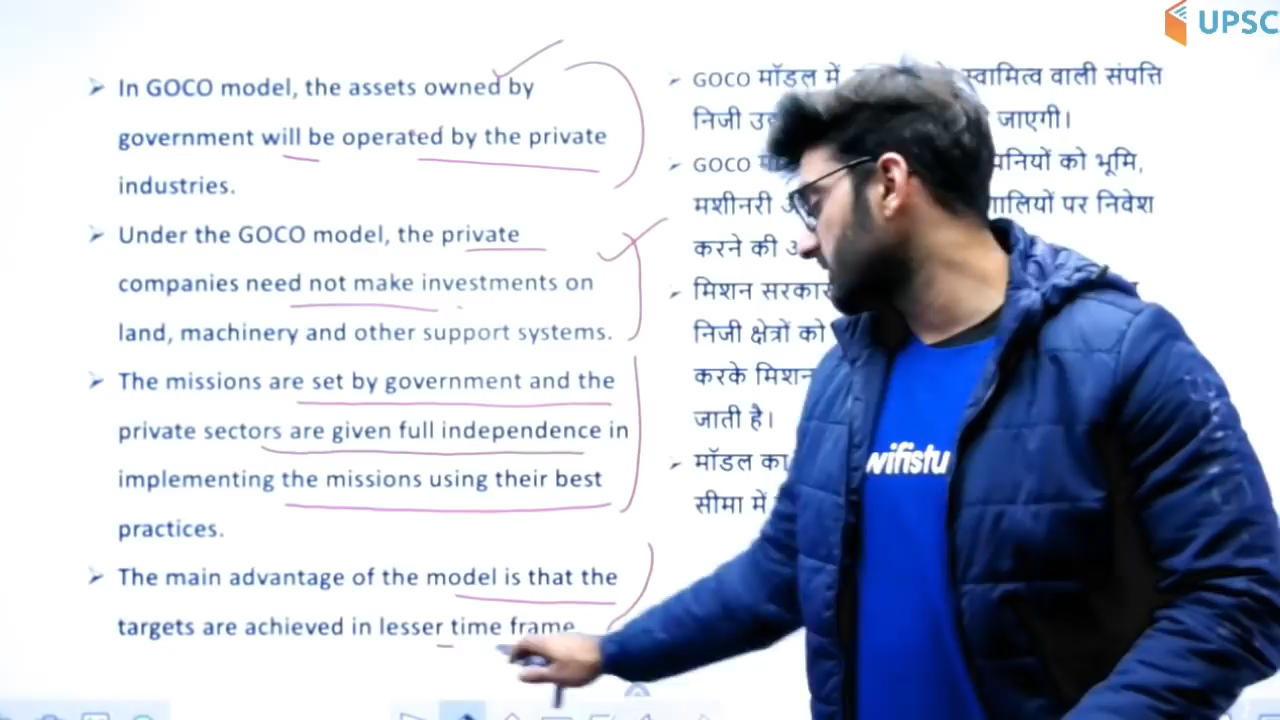 UPSC
In GOCO model, the assets owned by
government will be operated by the private
industries.
Under the GOCO model, the private
companies need not make investments on
land, machinery and other support systems.
The missions are set by government and the
private sectors are given full independence in
implementing the missions using their best
practices.
The main advantage of the model is that the
targets are achieved in lesser time frame
GOCO मॉडल में स्वामित्व वाली संपत्ति
निजी जाएगी।
GOCO को भूमि,
मशीनरी पर निवेश
करने की
मिशन सरकार
निजी क्षेत्रों को
करके मिशन
जाती है।
मॉडल का
सीमा में
wifistu